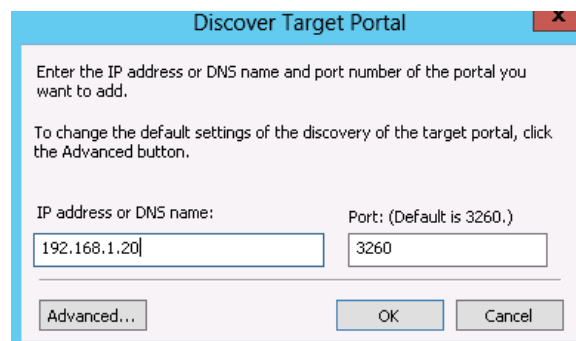 Discover Target Portal
x
Enter the IP address or DNS name and port number of the portal you
want to add.
To change the default settings of the discovery of the target portal, click
the Advanced button.
IP address or DNS name:
Port: (Default is 3260.)
192.168.1.20
3260
Advanced...
OK
Cancel